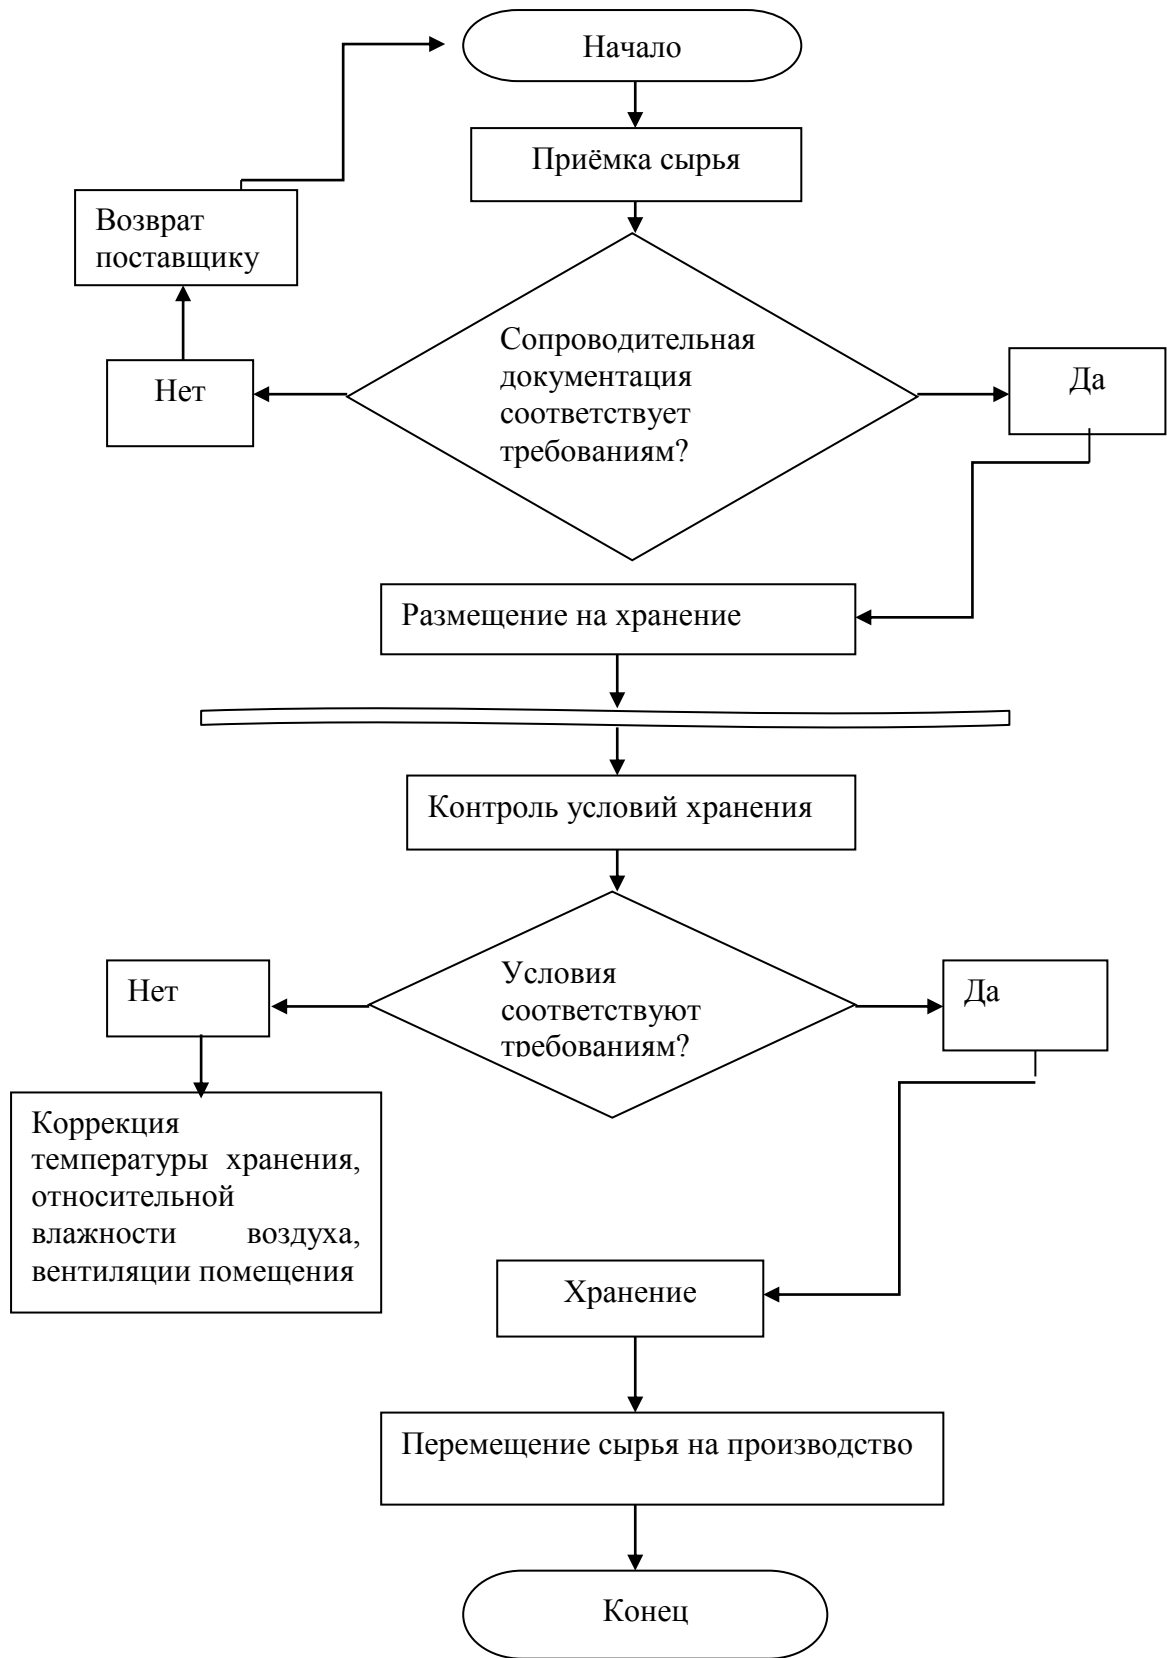 Начало
Приёмка сырья
Возврат
поставщику
Сопроводительная
документация
соответствует
требованиям?
Нет
Да
Размещение на хранение
Контроль условий хранения
Условия
соответствуют
требованиям?
Нет
Да
Коррекция
температуры хранения,
относительной
влажности воздуха,
вентиляции помещения
Хранение
Перемещение сырья на производство
Конец